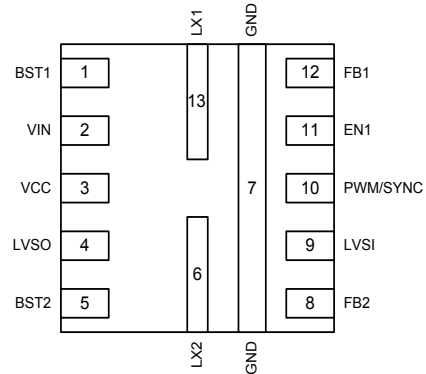 LX1
GND
BST1 1
12 FB1
13
VIN 2
11 EN1
VCC 3
7
10 PWM/SYNC
LVSO 4
9 LVSI
6
BST2 5
8 FB2
LX2
GND